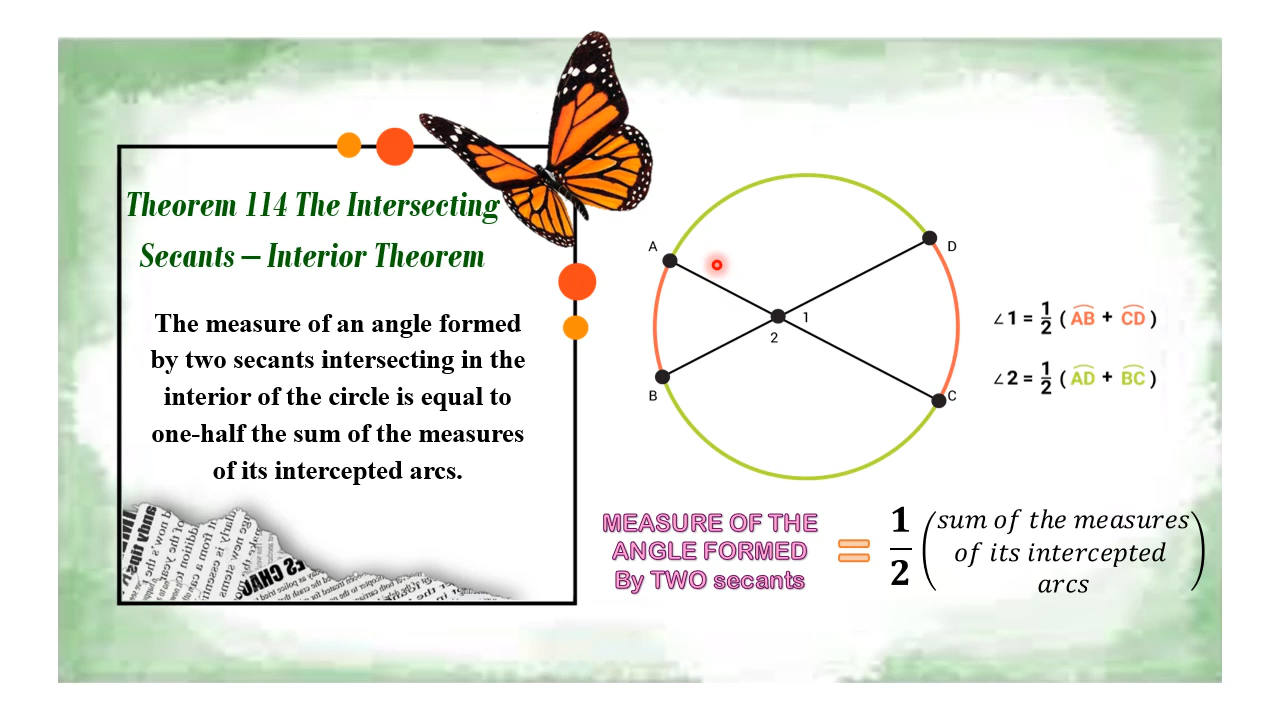 Theorem 114 The Intersecting
Secants – Interior Theorem
The measure of an angle formed
by two secants intersecting in the
interior of the circle is equal to
one-half the sum of the measures
of its intercepted arcs.
A
D
1
2
B
C
∠1 = 1/2 ( AB + CD )
∠2 = 1/2 ( AD + BC )
MEASURE OF THE
ANGLE FORMED
By TWO secants
=
1/2 (sum of the measures
of its intercepted
arcs)